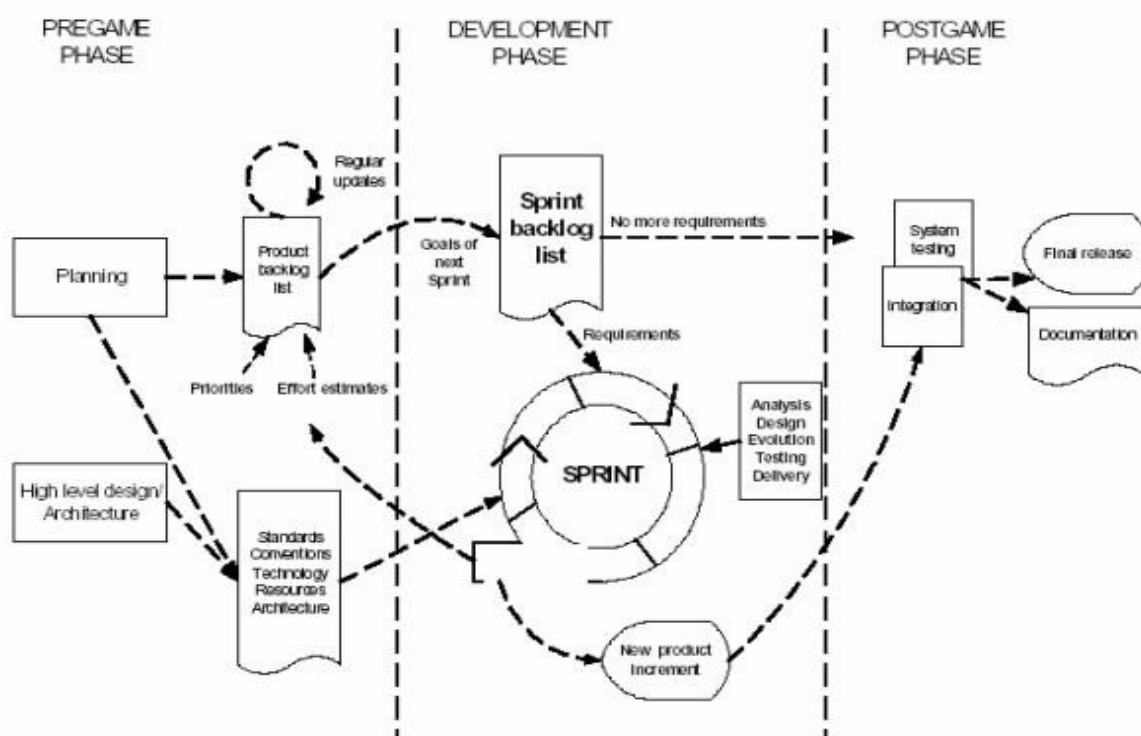 PREGAME
PHASE
DEVELOPMENT
PHASE
POSTGAME
PHASE
Regular
updates
Planning
Product
backlog
list
Goals of
next
Sprint
Sprint
backlog
list
No more requirements
System
testing
Final release
Integration
Documentation
Priorities
Effort estimates
Requirements
High level design/
Architecture
Standards
Conventions
Technology
Resources
Architecture
SPRINT
Analysis
Design
Evolution
Testing
Delivery
New product
increment